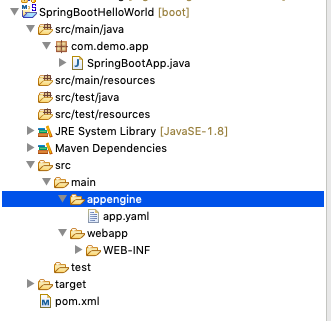 SpringBootHelloWorld [boot]
src/main/java
com.demo.app
SpringBootApp.java
src/main/resources
src/test/java
src/test/resources
JRE System Library [JavaSE-1.8]
Maven Dependencies
src
main
appengine
app.yaml
webapp
WEB-INF
test
target
pom.xml